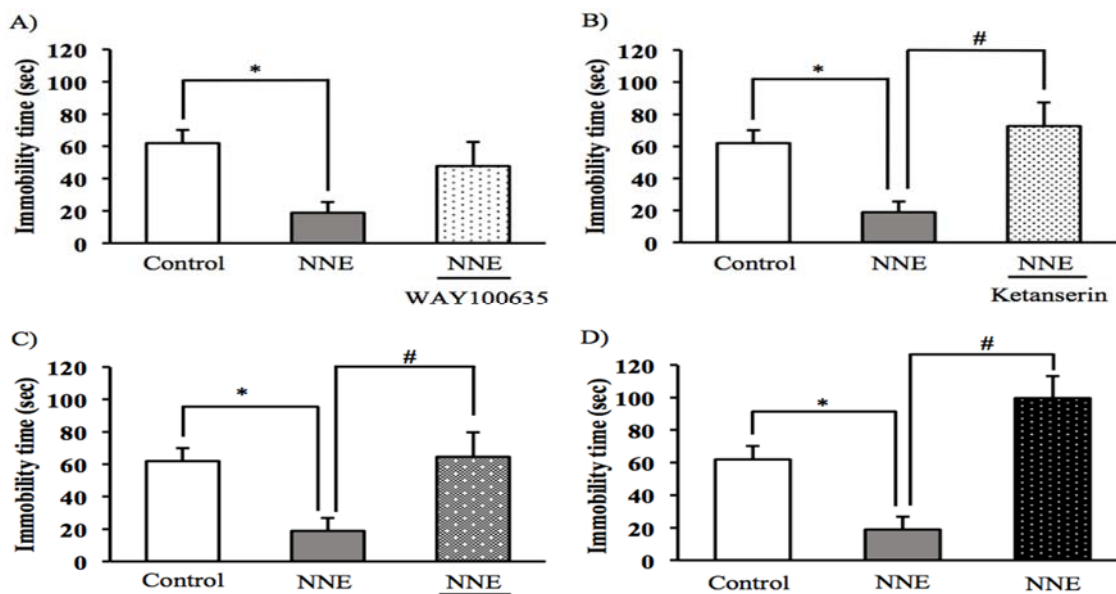 A)
Immobility time (sec)
120
100
80
60
40
20
0
*
Control
NNE
NNE
WAY100635
B)
Immobility time (sec)
120
100
80
60
40
20
0
*
#
Control
NNE
NNE
Ketanserin
C)
Immobility time (sec)
120
100
80
60
40
20
0
*
#
Control
NNE
NNE
D)
Immobility time (sec)
120
100
80
60
40
20
0
*
#
Control
NNE
NNE